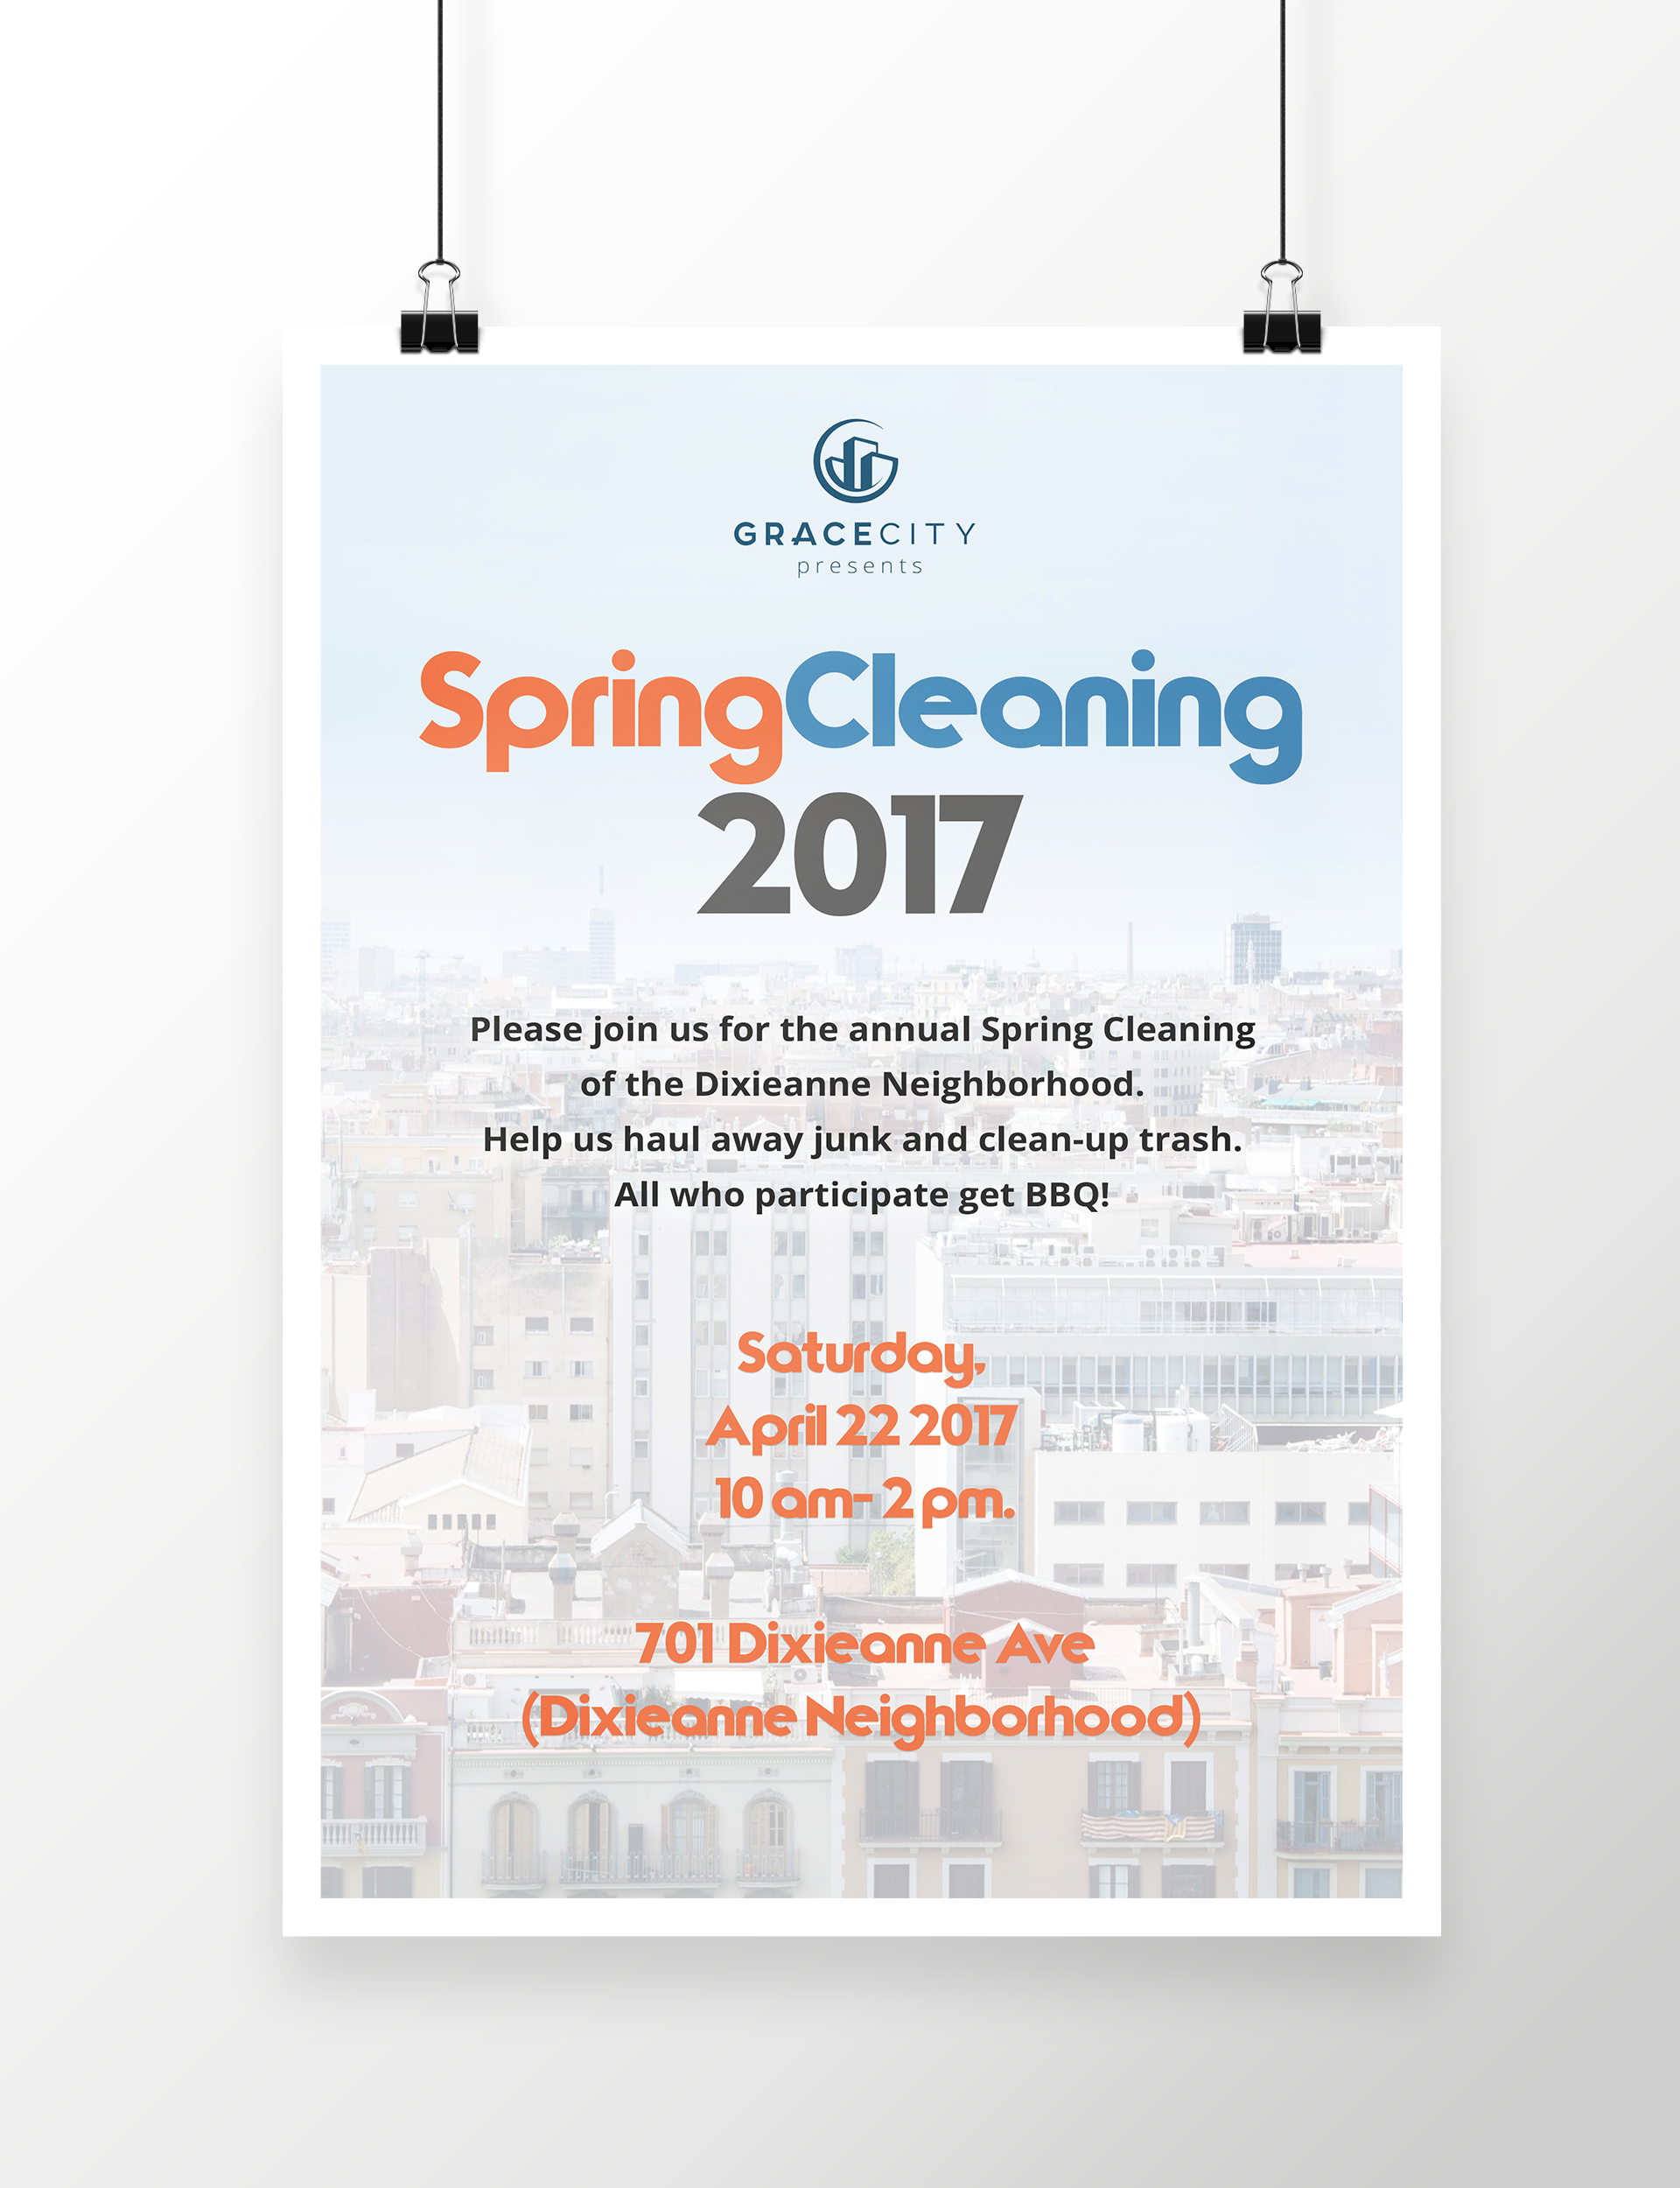 GRACECITY
presents
SpringCleaning
2017
Please join us for the annual Spring Cleaning
of the Dixieanne Neighborhood.
Help us haul away junk and clean-up trash.
All who participate get BBQ!
Saturday,
April 22 2017
10 am- 2 pm.
701 Dixieanne Ave
(Dixieanne Neighborhood)